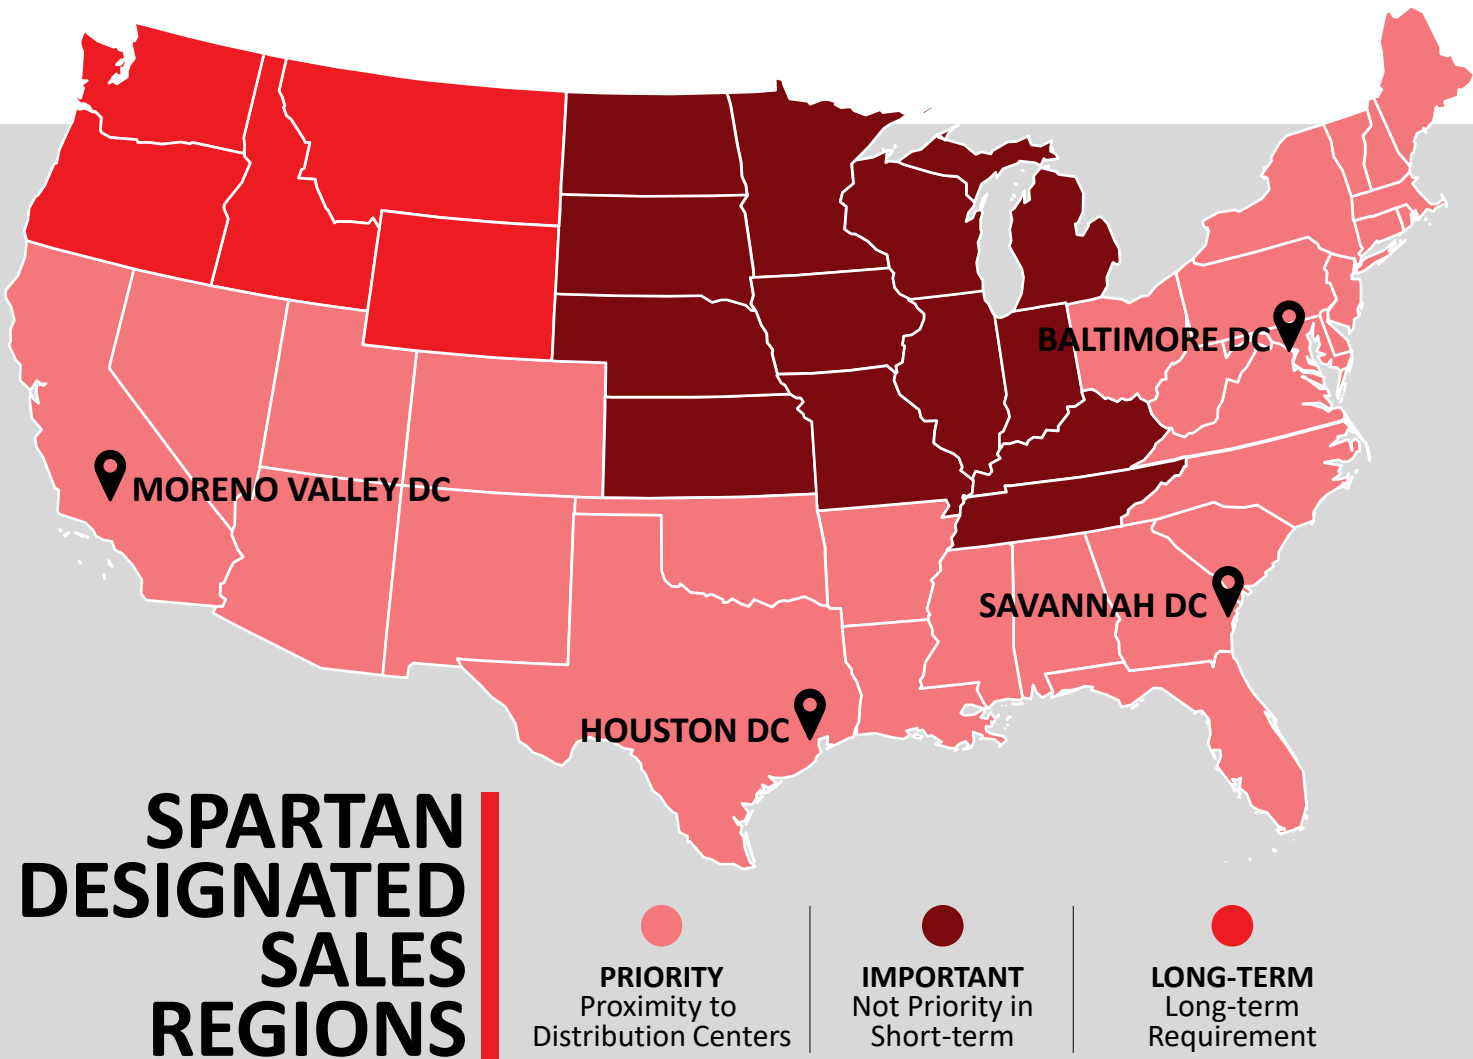 BALTIMORE DC
MORENO VALLEY DC
SAVANNAH DC
HOUSTON DC
SPARTAN
DESIGNATED
SALES
REGIONS
PRIORITY
Proximity to
Distribution Centers
IMPORTANT
Not Priority in
Short-term
LONG-TERM
Long-term
Requirement